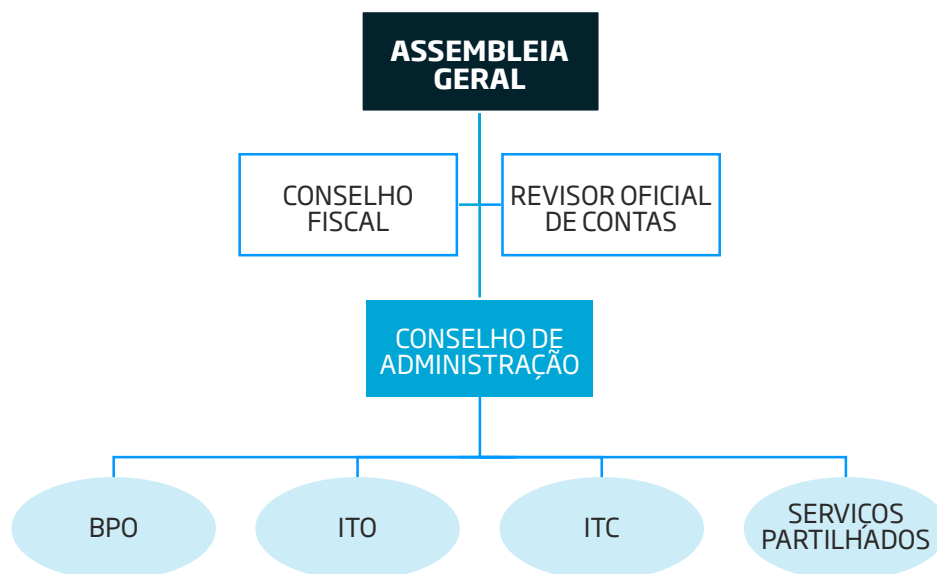 ASSEMBLEIA
GERAL
CONSELHO
FISCAL
REVISOR OFICIAL
DE CONTAS
CONSELHO DE
ADMINISTRAÇÃO
BPO
ITO
ITC
SERVIÇOS
PARTILHADOS